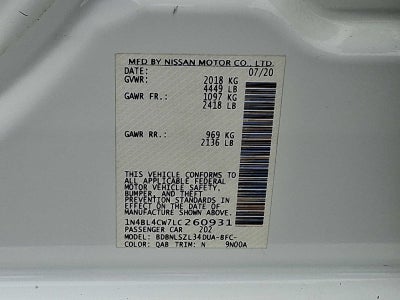 MFD BY NISSAN MOTOR CO., LTD.
DATE: 07/20
GVWR: 2018 KG
4449 LB
GAWR FR.: 1097 KG
2418 LB
GAWR RR.: 969 KG
2136 LB
THIS VEHICLE CONFORMS TO
ALL APPLICABLE FEDERAL
MOTOR VEHICLE SAFETY,
BUMPER, AND THEFT
PREVENTION STANDARDS IN
EFFECT ON THE DATE OF
MANUFACTURE SHOWN ABOVE.
1N4BL4CW7LC260931
PASSENGER CAR 202
MODEL: BDBNLSZL34DUA-BFC-
COLOR: QAB TRIM: N 9N00A